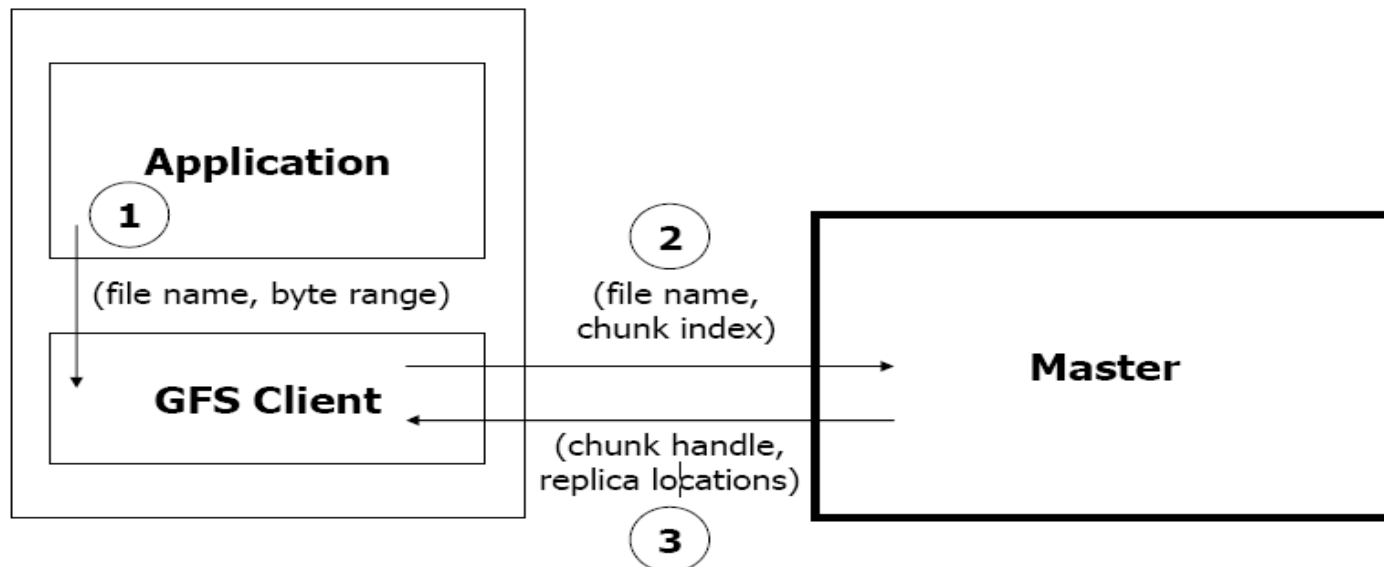 Application
1
(file name, byte range)
GFS Client
2
(file name,
chunk index)
Master
(chunk handle,
replica locations)
3